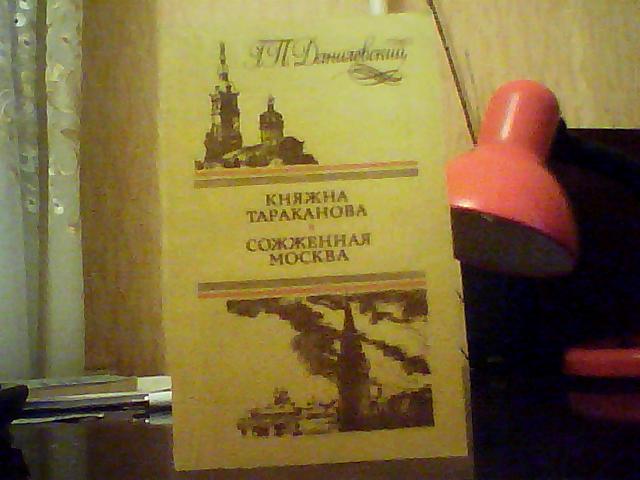 Г.П. Данилевский
КНЯЖНА
ТАРАКАНОВА
СОЖЖЕННАЯ
МОСКВА